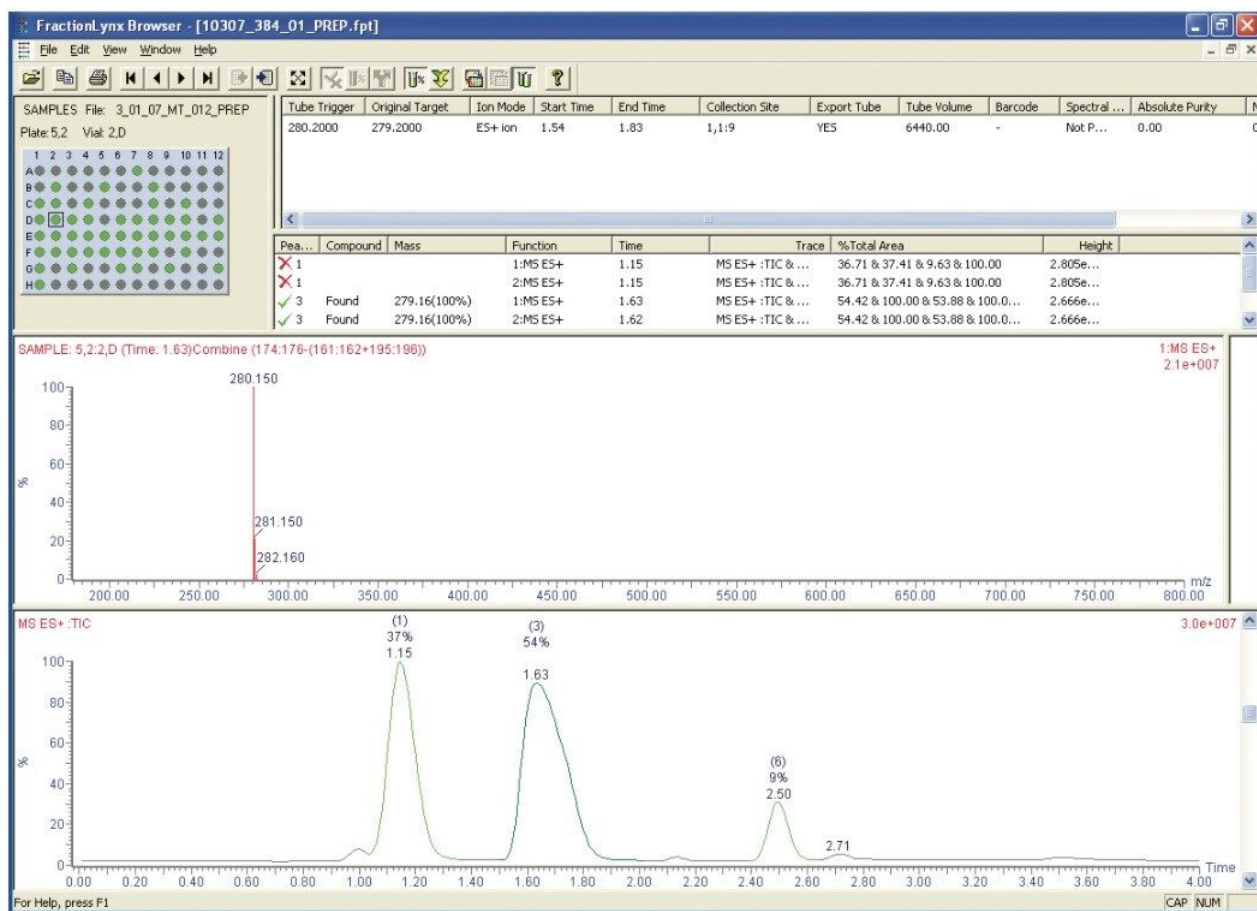 FractionLynx Browser - [10307_384_01_PREP.fpt]
File Edit View Window Help
SAMPLES File: 3_01_07_MT_012_PREP
Plate: 5,2 Vial: 2,D
1 2 3 4 5 6 7 8 9 10 11 12
A
B
C
D
E
F
G
H
Tube Trigger Original Target Ion Mode Start Time End Time Collection Site Export Tube Tube Volume Barcode Spectral ... Absolute Purity N
280.2000 279.2000 ES+ ion 1.54 1.83 1,1:9 YES 6440.00 - Not P... 0.00 0
Pea... Compound Mass Function Time Trace %Total Area Height
1 1:MS ES+ 1.15 MS ES+ :TIC & ... 36.71 & 37.41 & 9.63 & 100.00 2.805e...
1 2:MS ES+ 1.15 MS ES+ :TIC & ... 36.71 & 37.41 & 9.63 & 100.00 2.805e...
3 Found 279.16(100%) 1:MS ES+ 1.63 MS ES+ :TIC & ... 54.42 & 100.00 & 53.88 & 100.0... 2.666e...
3 Found 279.16(100%) 2:MS ES+ 1.62 MS ES+ :TIC & ... 54.42 & 100.00 & 53.88 & 100.0... 2.666e...
SAMPLE: 5,2:2,D (Time: 1.63)Combine (174:176-(161:162+195:196))
1:MS ES+
2.1e+007
280.150
100
80
60
%
40
281.150
20
282.160
0
m/z
200.00 250.00 300.00 350.00 400.00 450.00 500.00 550.00 600.00 650.00 700.00 750.00 800.00
MS ES+ :TIC
3.0e+007
(1)
37%
1.15
(3)
54%
1.63
100
80
60
%
40
(6)
9%
2.50
20
2.71
0
Time
0.00 0.20 0.40 0.60 0.80 1.00 1.20 1.40 1.60 1.80 2.00 2.20 2.40 2.60 2.80 3.00 3.20 3.40 3.60 3.80 4.00
For Help, press F1
CAP NUM